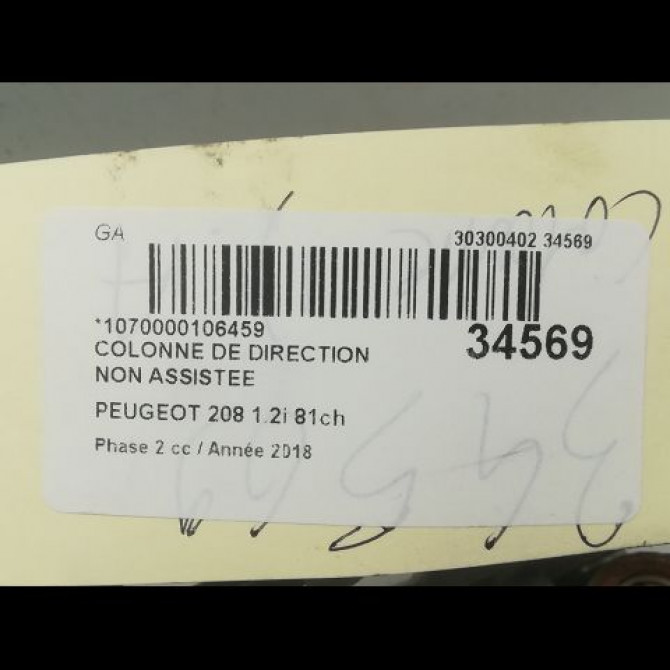 GA
30300402 34569
*1070000106459
34569
COLONNE DE DIRECTION
NON ASSISTEE
PEUGEOT 208 1.2i 81ch
Phase 2 cc / Année 2018
34569